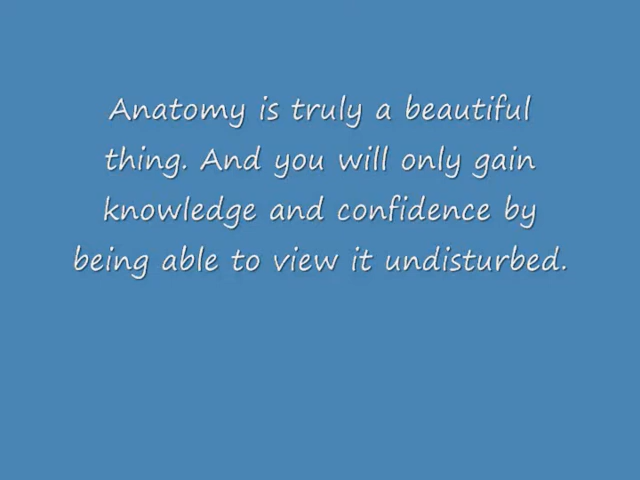 Anatomy is truly a beautiful
thing. And you will only gain
knowledge and confidence by
being able to view it undisturbed.